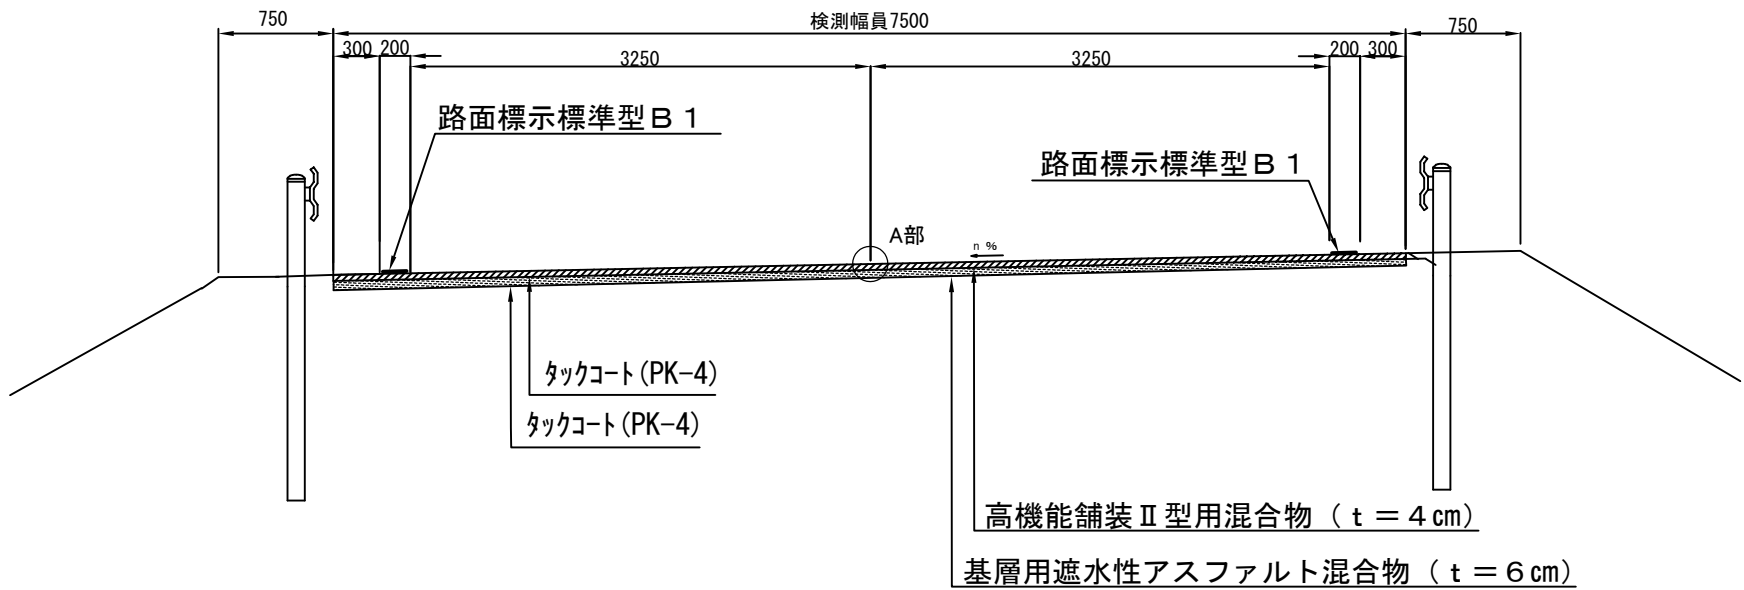 750
検測幅員7500
750
300
200
3250
3250
200
300
路面標示標準型Ｂ１
路面標示標準型Ｂ１
A部
n %
ﾀｯｸｺｰﾄ(PK-4)
ﾀｯｸｺｰﾄ(PK-4)
高機能舗装Ⅱ型用混合物（ｔ＝４㎝）
基層用遮水性アスファルト混合物（ｔ＝６㎝）